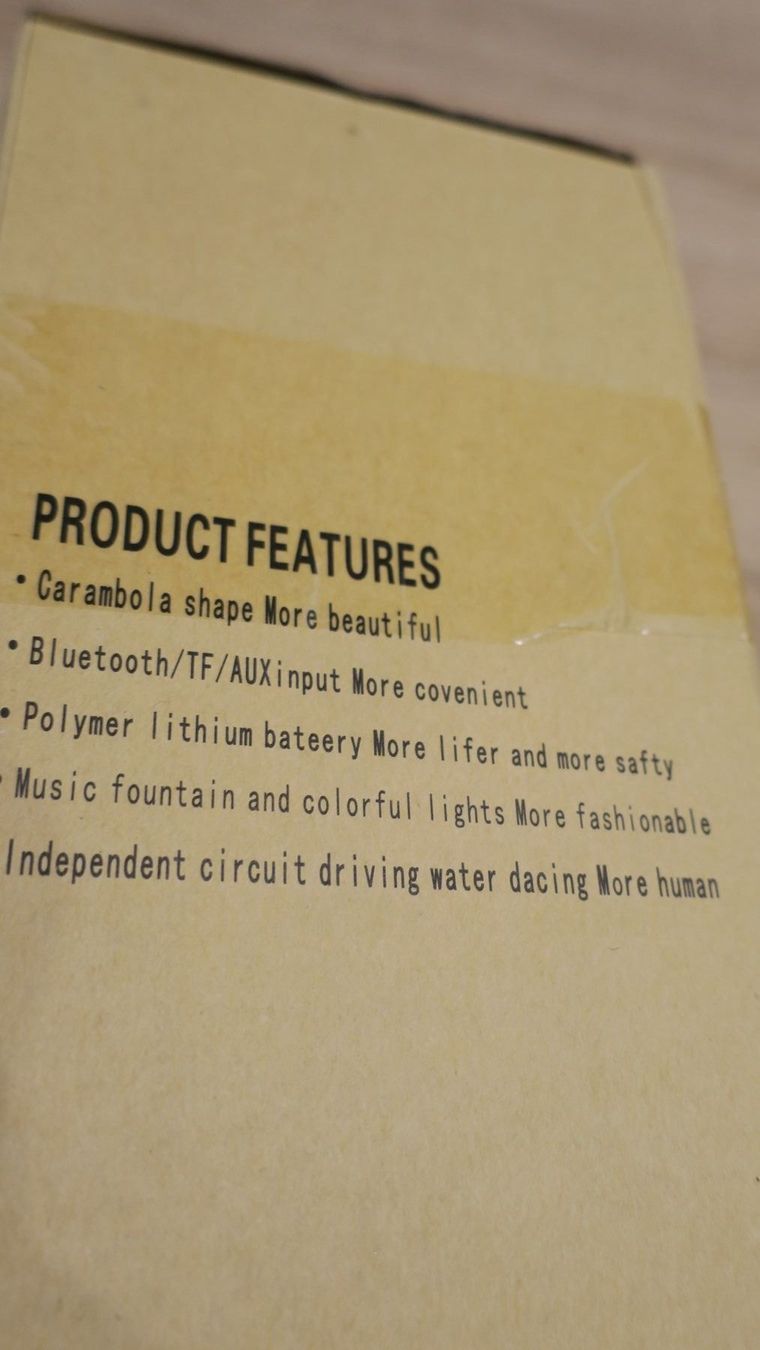 PRODUCT FEATURES
• Carambola shape More beautiful
• Bluetooth/TF/AUXinput More covenient
• Polymer lithium bateery More lifer and more safty
• Music fountain and colorful lights More fashionable
Independent circuit driving water dacing More human